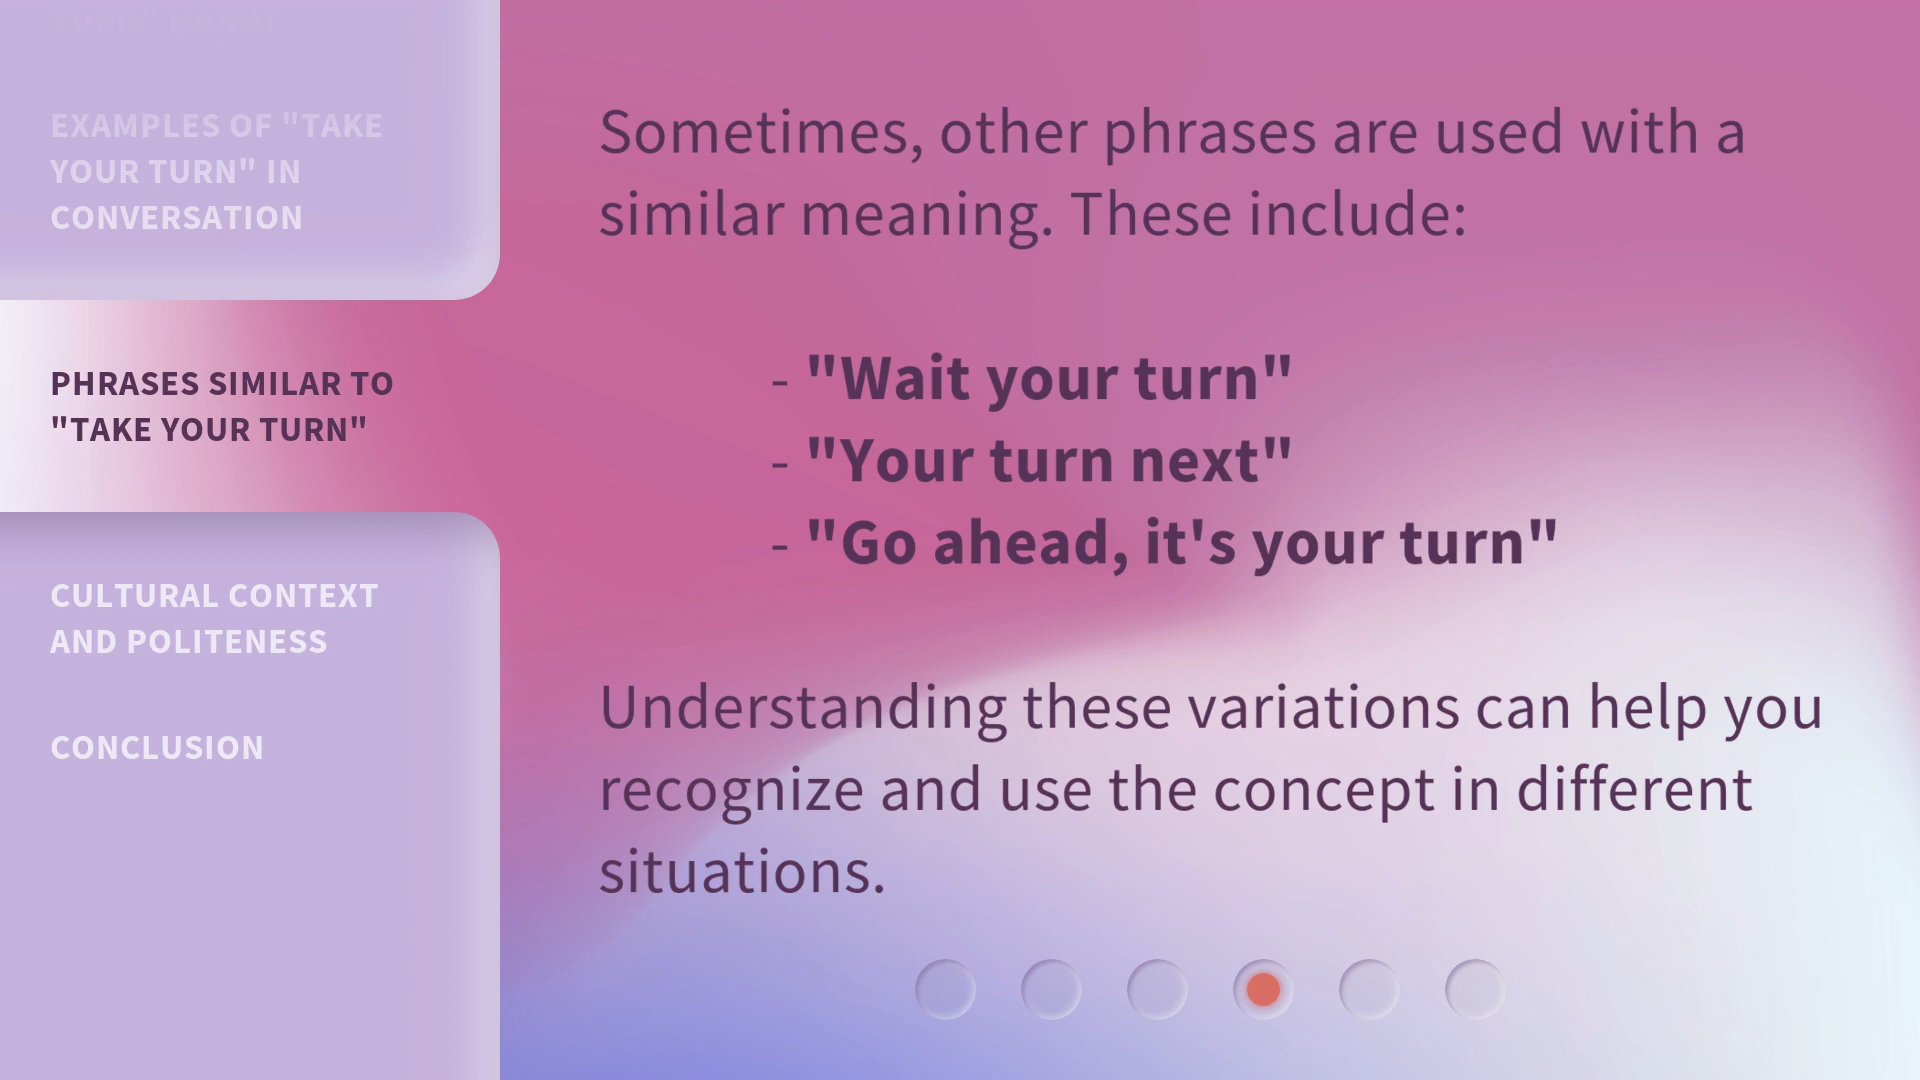 TURN" MEAN?
EXAMPLES OF "TAKE
YOUR TURN" IN
CONVERSATION
PHRASES SIMILAR TO
"TAKE YOUR TURN"
CULTURAL CONTEXT
AND POLITENESS
CONCLUSION
Sometimes, other phrases are used with a
similar meaning. These include:
- "Wait your turn"
- "Your turn next"
- "Go ahead, it's your turn"
Understanding these variations can help you
recognize and use the concept in different
situations.